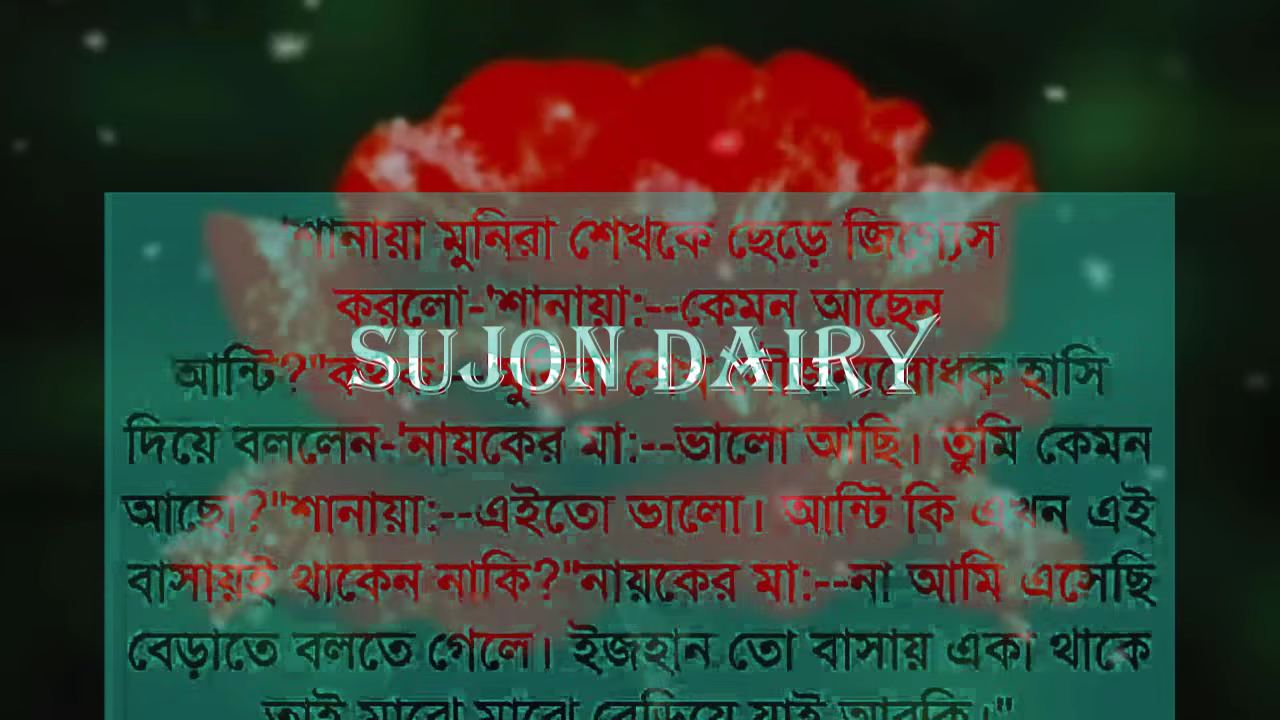 'শানায়া মুনিরা শেখকে ছেড়ে জিগ্যেস
করলো-'শানায়া:--কেমন আছেন
SUJON DAIRY
আন্টি?" শেখ হাসি
দিয়ে বললেন-'নায়কের মা:--ভালো আছি। তুমি কেমন
আছো?"শানায়া:--এইতো ভালো। আন্টি কি এখন এই
বাসায়ই থাকেন নাকি?"নায়কের মা:--না আমি এসেছি
বেড়াতে বলতে গেলে। ইজহান তো বাসায় একা থাকে
তাই মাঝে মাঝে বেড়িয়ে যাই আরকি।"